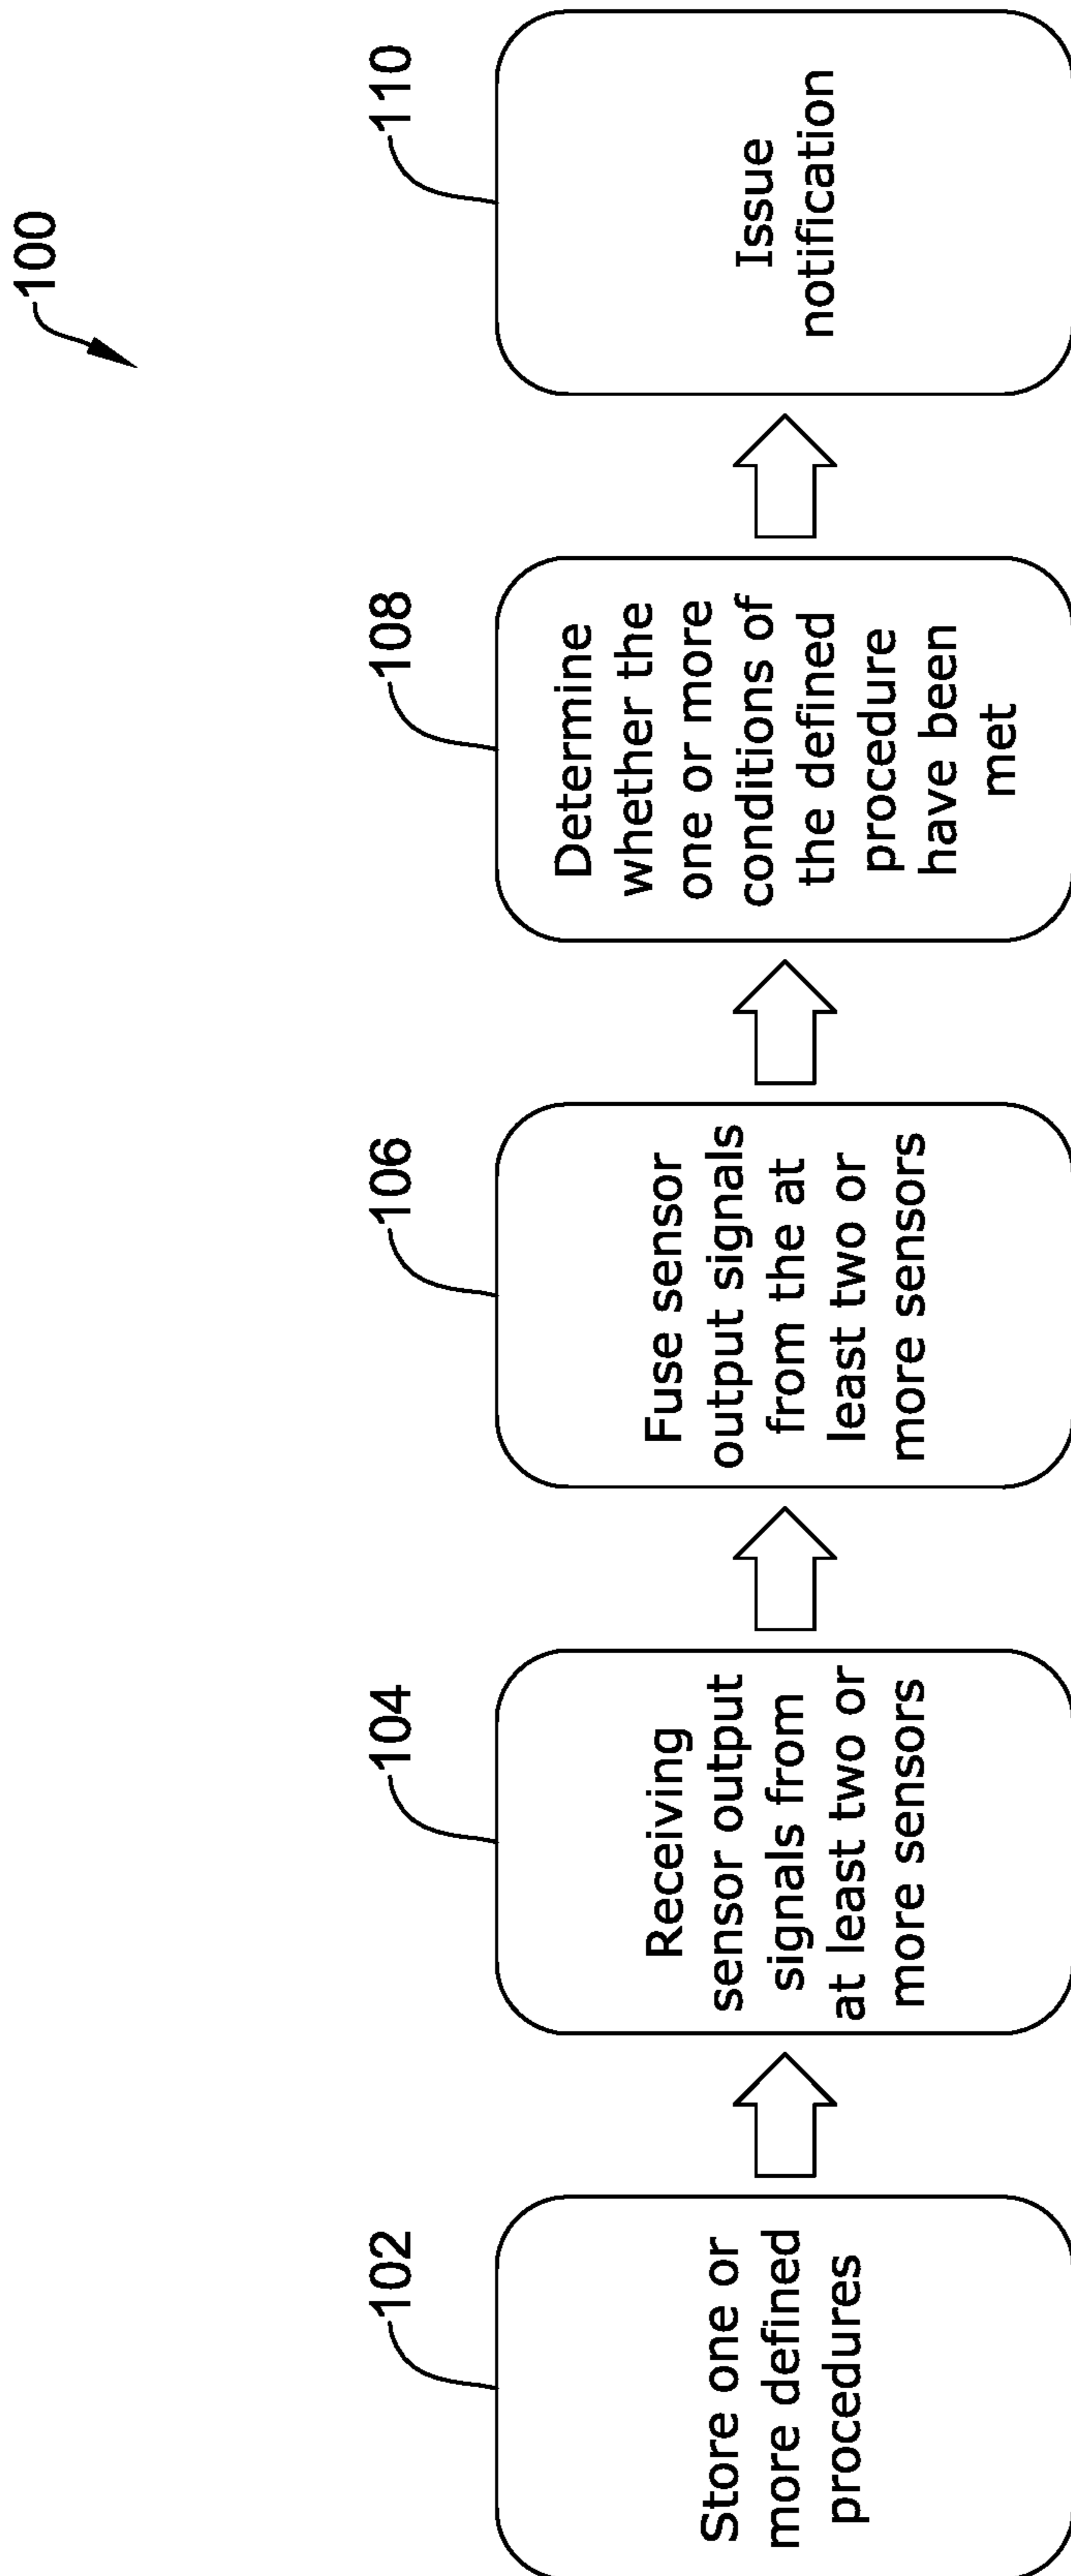 100
102
Store one or
more defined
procedures
104
Receiving
sensor output
signals from
at least two or
more sensors
106
Fuse sensor
output signals
from the at
least two or
more sensors
108
Determine
whether the
one or more
conditions of
the defined
procedure
have been
met
110
Issue
notification